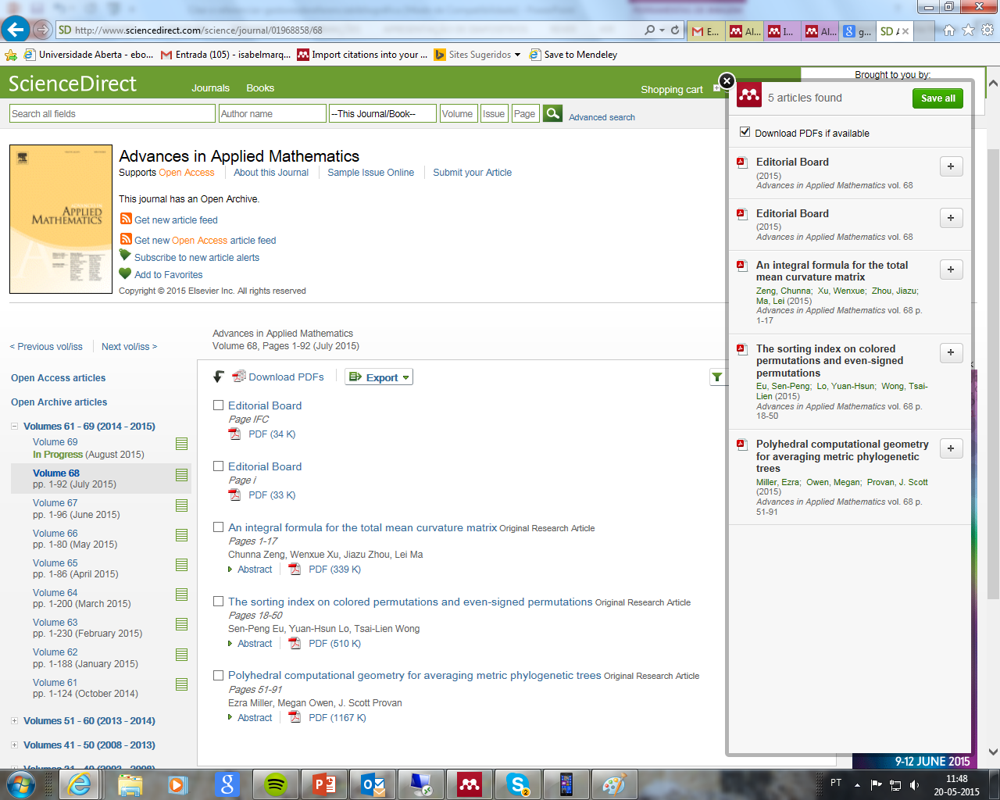 SD http://www.sciencedirect.com/science/journal/01968858/68
E...
Al...
I...
Al...
g...
SD A
Universidade Aberta - ebo...
Entrada (105) - isabelmarq...
Import citations into your ...
Sites Sugeridos
Save to Mendeley
ScienceDirect
Journals
Books
Shopping cart
Brought to you by:
Search all fields
Author name
--This Journal/Book--
Volume
Issue
Page
Advanced search
APPLIED
MATHEMATICS
Advances in Applied Mathematics
Supports Open Access
About this Journal
Sample Issue Online
Submit your Article
This journal has an Open Archive.
Get new article feed
Get new Open Access article feed
Subscribe to new article alerts
Add to Favorites
Copyright © 2015 Elsevier Inc. All rights reserved
< Previous vol/iss
Next vol/iss >
Advances in Applied Mathematics
Volume 68, Pages 1-92 (July 2015)
Open Access articles
Open Archive articles
Volumes 61 - 69 (2014 - 2015)
Volume 69
In Progress (August 2015)
Volume 68
pp. 1-92 (July 2015)
Volume 67
pp. 1-96 (June 2015)
Volume 66
pp. 1-80 (May 2015)
Volume 65
pp. 1-86 (April 2015)
Volume 64
pp. 1-200 (March 2015)
Volume 63
pp. 1-230 (February 2015)
Volume 62
pp. 1-188 (January 2015)
Volume 61
pp. 1-124 (October 2014)
Volumes 51 - 60 (2013 - 2014)
Volumes 41 - 50 (2008 - 2013)
Download PDFs
Export
Editorial Board
Page IFC
PDF (34 K)
Editorial Board
Page i
PDF (33 K)
An integral formula for the total mean curvature matrix Original Research Article
Pages 1-17
Chunna Zeng, Wenxue Xu, Jiazu Zhou, Lei Ma
Abstract
PDF (339 K)
The sorting index on colored permutations and even-signed permutations Original Research Article
Pages 18-50
Sen-Peng Eu, Yuan-Hsun Lo, Tsai-Lien Wong
Abstract
PDF (510 K)
Polyhedral computational geometry for averaging metric phylogenetic trees Original Research Article
Pages 51-91
Ezra Miller, Megan Owen, J. Scott Provan
Abstract
PDF (1167 K)
5 articles found
Save all
Download PDFs if available
Editorial Board
(2015)
Advances in Applied Mathematics vol. 68
Editorial Board
(2015)
Advances in Applied Mathematics vol. 68
An integral formula for the total
mean curvature matrix
Zeng, Chunna; Xu, Wenxue; Zhou, Jiazu;
Ma, Lei (2015)
Advances in Applied Mathematics vol. 68 p.
1-17
The sorting index on colored
permutations and even-signed
permutations
Eu, Sen-Peng; Lo, Yuan-Hsun; Wong, Tsai-
Lien (2015)
Advances in Applied Mathematics vol. 68 p.
18-50
Polyhedral computational geometry
for averaging metric phylogenetic
trees
Miller, Ezra; Owen, Megan; Provan, J. Scott
(2015)
Advances in Applied Mathematics vol. 68 p.
51-91
9-12 JUNE 2015
2
PT
11:48
20-05-2015